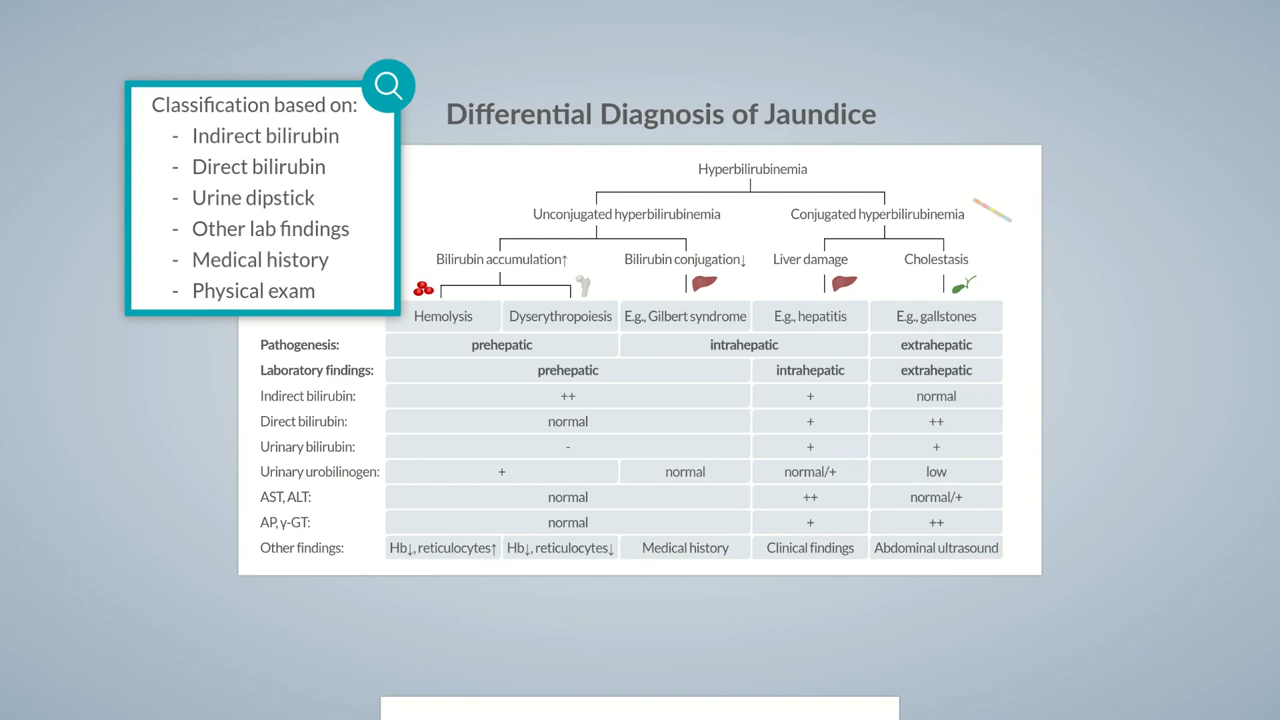 Classification based on:
- Indirect bilirubin
- Direct bilirubin
- Urine dipstick
- Other lab findings
- Medical history
- Physical exam
Differential Diagnosis of Jaundice
Hyperbilirubinemia
Unconjugated hyperbilirubinemia Conjugated hyperbilirubinemia
Bilirubin accumulation↑ Bilirubin conjugation↓ Liver damage Cholestasis
Hemolysis Dyserythropoiesis E.g., Gilbert syndrome E.g., hepatitis E.g., gallstones
Pathogenesis: prehepatic intrahepatic extrahepatic
Laboratory findings: prehepatic intrahepatic extrahepatic
Indirect bilirubin: ++ + normal
Direct bilirubin: normal + ++
Urinary bilirubin: - + +
Urinary urobilinogen: + normal normal/+ low
AST, ALT: normal ++ normal/+
AP, γ-GT: normal + ++
Other findings: Hb↓, reticulocytes↑ Hb↓, reticulocytes↓ Medical history Clinical findings Abdominal ultrasound